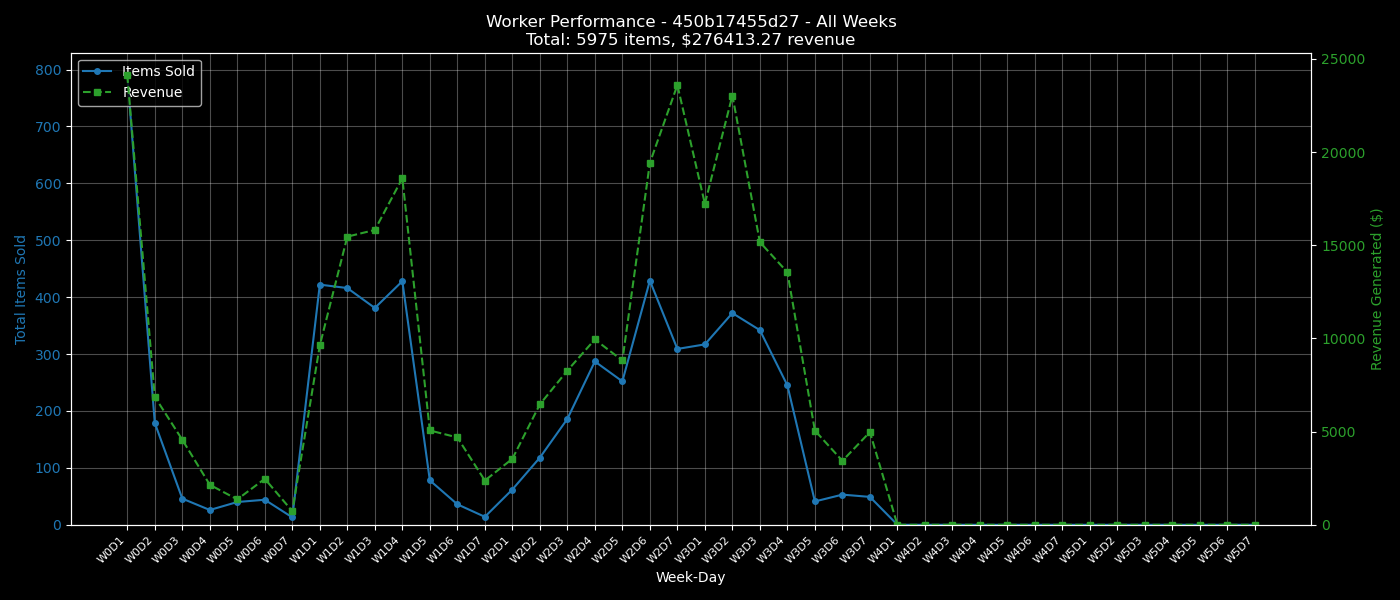 Worker Performance - 450b17455d27 - All Weeks
Total: 5975 items, $276413.27 revenue
Items Sold
Revenue
Total Items Sold
800
700
600
500
400
300
200
100
0
25000
20000
15000
10000
5000
0
Revenue Generated ($)
W0D1 W0D2 W0D3 W0D4 W0D5 W0D6 W0D7 W1D1 W1D2 W1D3 W1D4 W1D5 W1D6 W1D7 W2D1 W2D2 W2D3 W2D4 W2D5 W2D6 W2D7 W3D1 W3D2 W3D3 W3D4 W3D5 W3D6 W3D7 W4D1 W4D2 W4D3 W4D4 W4D5 W4D6 W4D7 W5D1 W5D2 W5D3 W5D4 W5D5 W5D6 W5D7
Week-Day